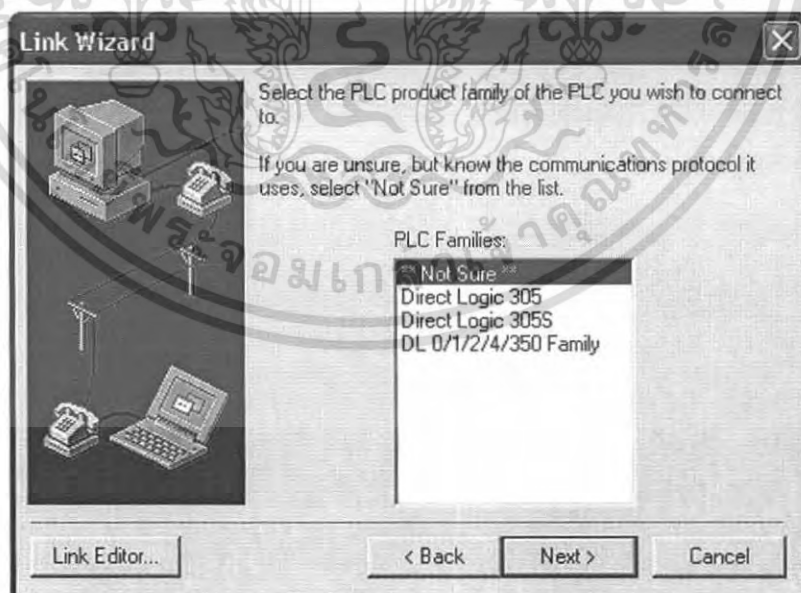 Link Wizard
Select the PLC product family of the PLC you wish to connect
to.
If you are unsure, but know the communications protocol it
uses, select "Not Sure" from the list.
PLC Families:
** Not Sure **
Direct Logic 305
Direct Logic 305S
DL 0/1/2/4/350 Family
Link Editor...
< Back
Next >
Cancel